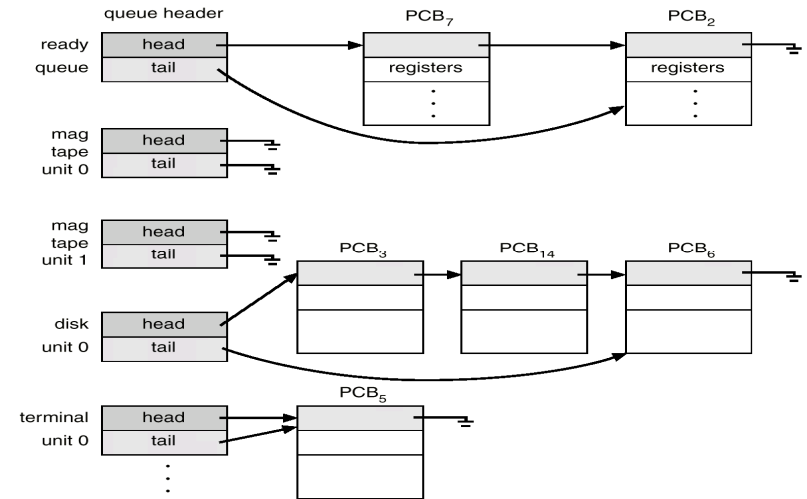 queue header
PCB7
PCB2
ready
queue
head
tail
registers
registers
mag
tape
unit 0
head
tail
mag
tape
unit 1
head
tail
PCB3
PCB14
PCB6
disk
unit 0
head
tail
PCB5
terminal
unit 0
head
tail